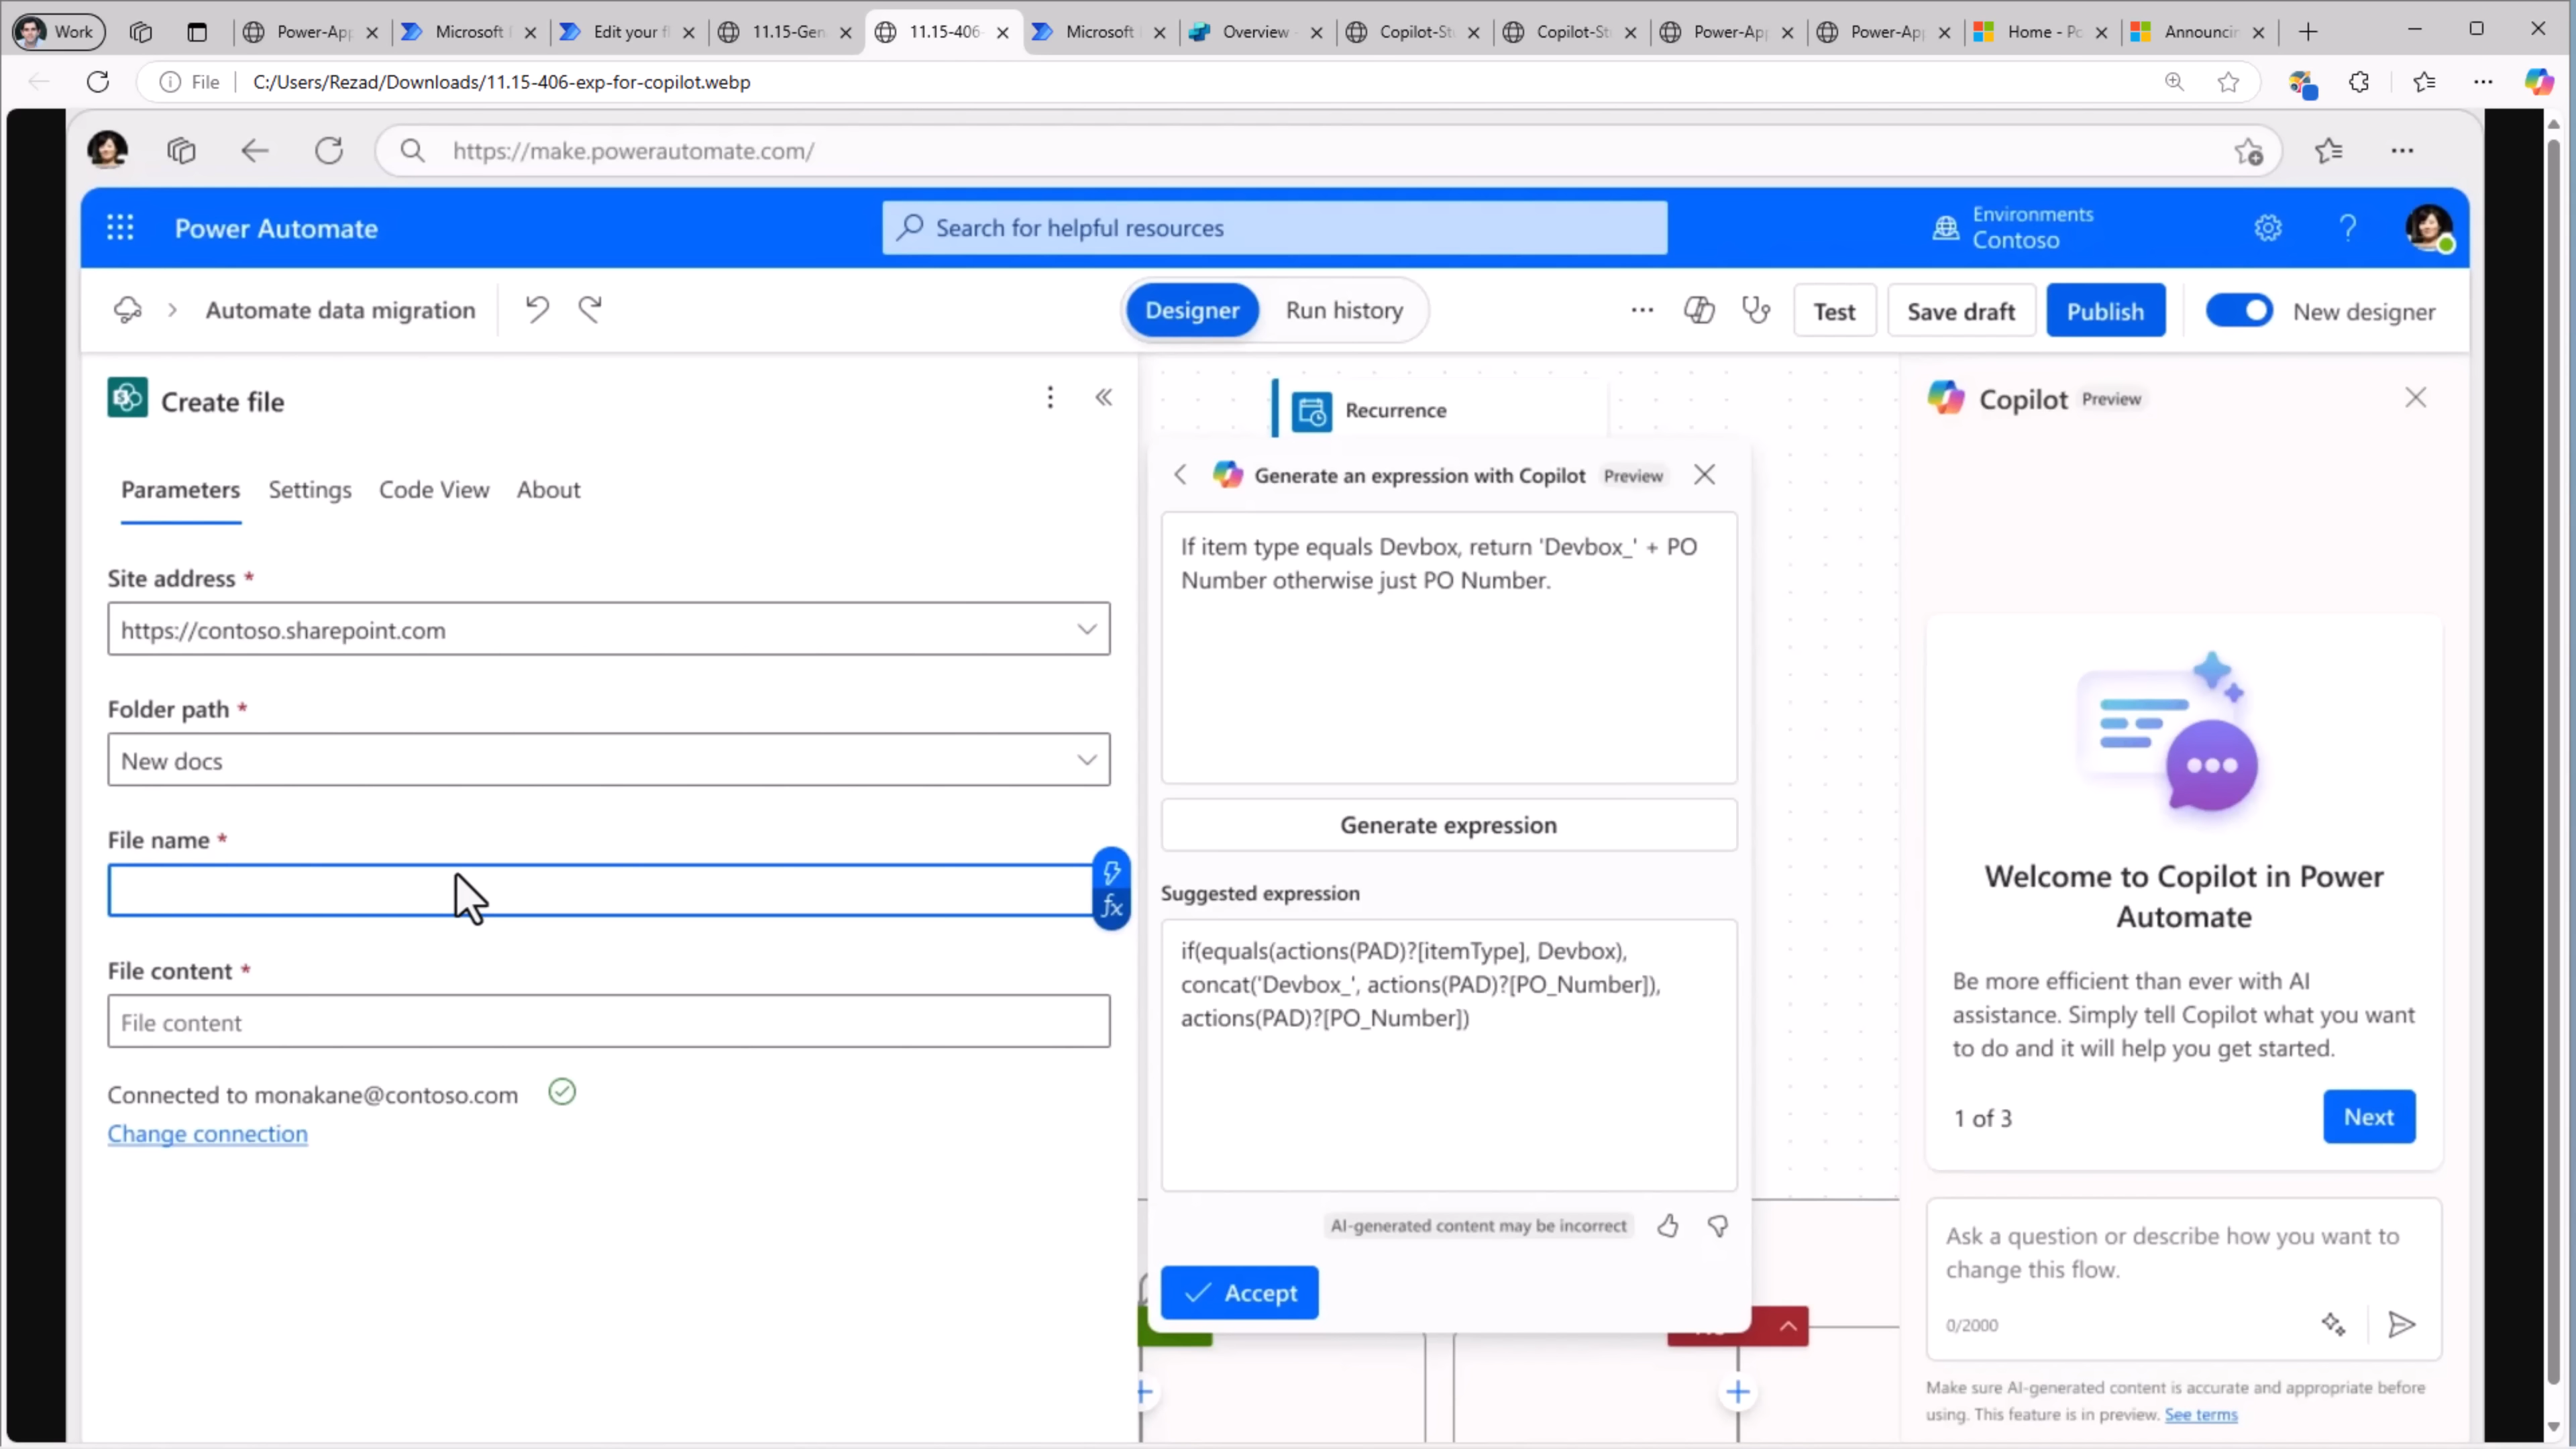 Work
Power-Ap
Microsoft
Edit your f
11.15-Gen
11.15-406-
Microsoft
Overview
Copilot-St
Copilot-St
Power-Ap
Power-Ap
Home - Po
Announcin
File
C:/Users/Rezad/Downloads/11.15-406-exp-for-copilot.webp
https://make.powerautomate.com/
Power Automate
Search for helpful resources
Environments
Contoso
Automate data migration
Designer
Run history
Test
Save draft
Publish
New designer
Create file
Parameters
Settings
Code View
About
Site address *
https://contoso.sharepoint.com
Folder path *
New docs
File name *
fx
File content *
File content
Connected to monakane@contoso.com
Change connection
Recurrence
Generate an expression with Copilot
Preview
If item type equals Devbox, return 'Devbox_' + PO
Number otherwise just PO Number.
Generate expression
Suggested expression
if(equals(actions(PAD)?[itemType], Devbox),
concat('Devbox_', actions(PAD)?[PO_Number]),
actions(PAD)?[PO_Number])
AI-generated content may be incorrect
Accept
Copilot
Preview
Welcome to Copilot in Power
Automate
Be more efficient than ever with AI
assistance. Simply tell Copilot what you want
to do and it will help you get started.
1 of 3
Next
Ask a question or describe how you want to
change this flow.
0/2000
Make sure AI-generated content is accurate and appropriate before
using. This feature is in preview. See terms